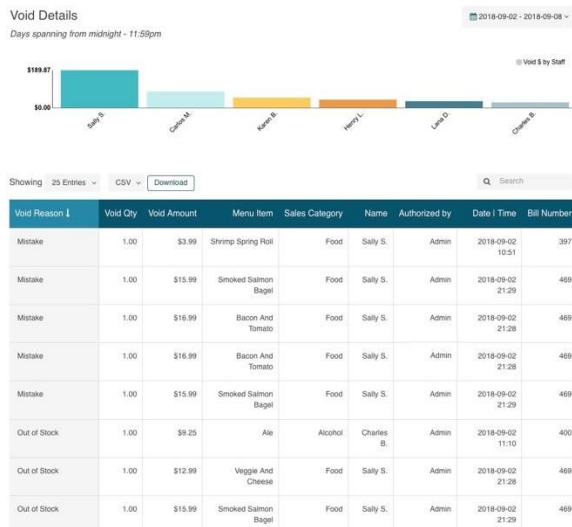 Void Details
2018-09-02 - 2018-09-08
Days spanning from midnight - 11:59pm
Void $ by Staff
$189.87
$0.00
Sally S.
Carlos M.
Karen B.
Henry L.
Lana D.
Charles B.
Showing 25 Entries CSV Download Search
Void Reason Void Qty Void Amount Menu Item Sales Category Name Authorized by Date | Time Bill Number
Mistake 1.00 $3.99 Shrimp Spring Roll Food Sally S. Admin 2018-09-02 397
10:51
Mistake 1.00 $15.99 Smoked Salmon Food Sally S. Admin 2018-09-02 469
Bagel 21:29
Mistake 1.00 $16.99 Bacon And Food Sally S. Admin 2018-09-02 469
Tomato 21:28
Mistake 1.00 $16.99 Bacon And Food Sally S. Admin 2018-09-02 469
Tomato 21:28
Mistake 1.00 $15.99 Smoked Salmon Food Sally S. Admin 2018-09-02 469
Bagel 21:29
Out of Stock 1.00 $9.25 Ale Alcohol Charles Admin 2018-09-02 400
B. 11:10
Out of Stock 1.00 $12.99 Veggie And Food Sally S. Admin 2018-09-02 469
Cheese 21:28
Out of Stock 1.00 $15.99 Smoked Salmon Food Sally S. Admin 2018-09-02 469
Bagel 21:29